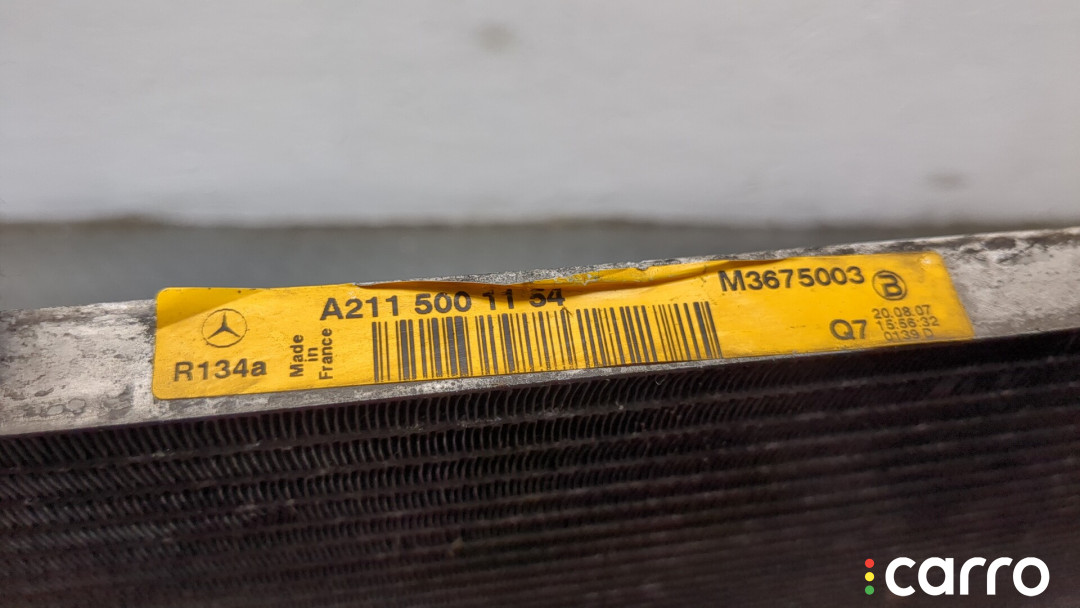 A211 500 11 54
M3675003
B
R134a
Made
in
France
Q7
20.08.07
15:56:32
0139 D
carro